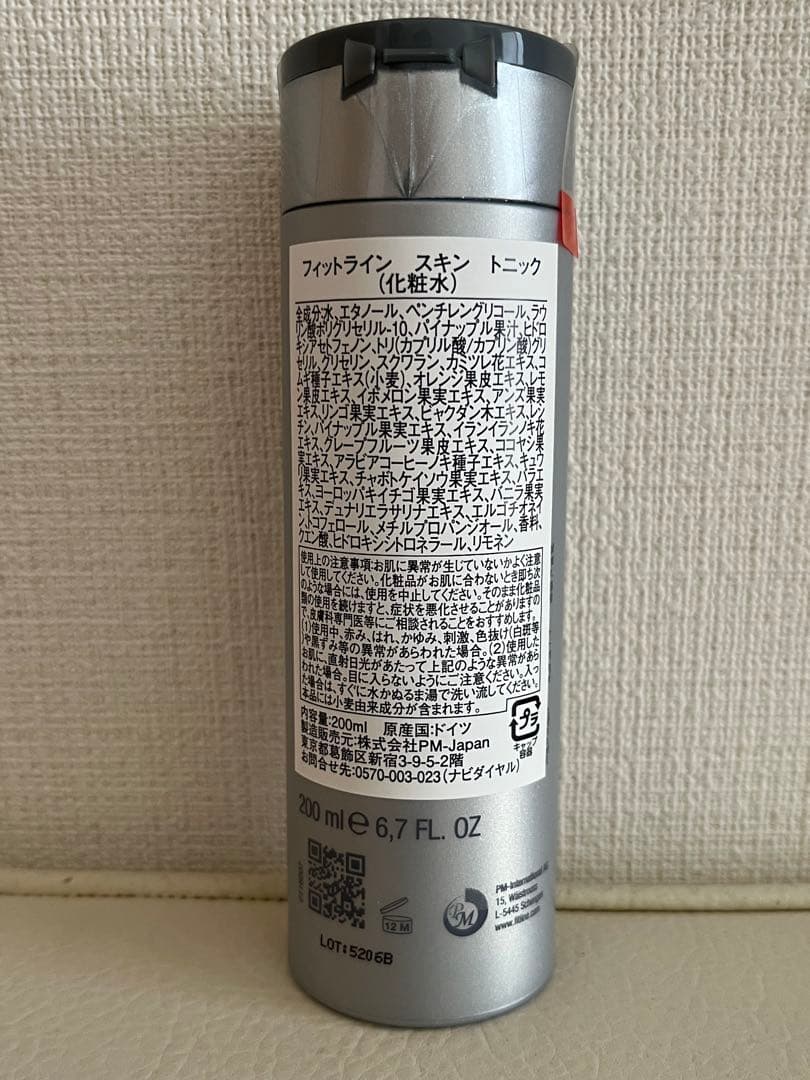 フィットライン スキン トニック
(化粧水)
全成分:水、エタノール、ペンチレングリコール、ラウ
リン酸ポリグリセリル-10、パイナップル果汁、ヒドロ
キシアセトフェノン、トリ(カプリル酸/カプリン酸)グリ
セリル、グリセリン、スクワラン、カミツレ花エキス、コ
ムギ種子エキス(小麦)、オレンジ果皮エキス、レモ
ン果皮エキス、イポメロン果実エキス、アンズ果実
エキス、リンゴ果実エキス、ビャクダン木エキス、レシ
チン、パイナップル果実エキス、イランイランノキ花
エキス、グレープフルーツ果皮エキス、ココヤシ果
実エキス、アラビアコーヒーノキ種子エキス、キュウ
リ果実エキス、チャボトケイソウ果実エキス、バラエ
キス、ヨーロッパキイチゴ果実エキス、バニラ果実
エキス、デュナリエラサリナエキス、エルゴチオネイ
ン、トコフェロール、メチルプロパンジオール、香料、
クエン酸、ヒドロキシシトロネラール、リモネン
使用上の注意事項:お肌に異常が生じていないかよく注意
して使用してください。化粧品がお肌に合わないとき即ち次
のような場合には、使用を中止してください。そのまま化粧品
類の使用を続けますと、症状を悪化させることがありますの
で、皮膚科専門医等にご相談されることをおすすめします。
(1)使用中、赤み、はれ、かゆみ、刺激、色抜け(白斑等
)や黒ずみ等の異常があらわれた場合。(2)使用した
お肌に、直射日光があたって上記のような異常があら
われた場合。目に入らないようにご注意ください。入っ
た場合は、すぐに水かぬるま湯で洗い流してください。
本品には小麦由来成分が含まれます。
内容量:200ml 原産国:ドイツ
製造販売元:株式会社PM-Japan
東京都葛飾区新宿3-9-5-2階
お問合せ先:0570-003-023(ナビダイヤル)
プラ
キャップ
容器
200 ml e 6,7 FL. OZ
12 M
PM
PM-International AG
15, Waistrooss
L-5445 Schengen
www.fitline.com
LOT:5206B